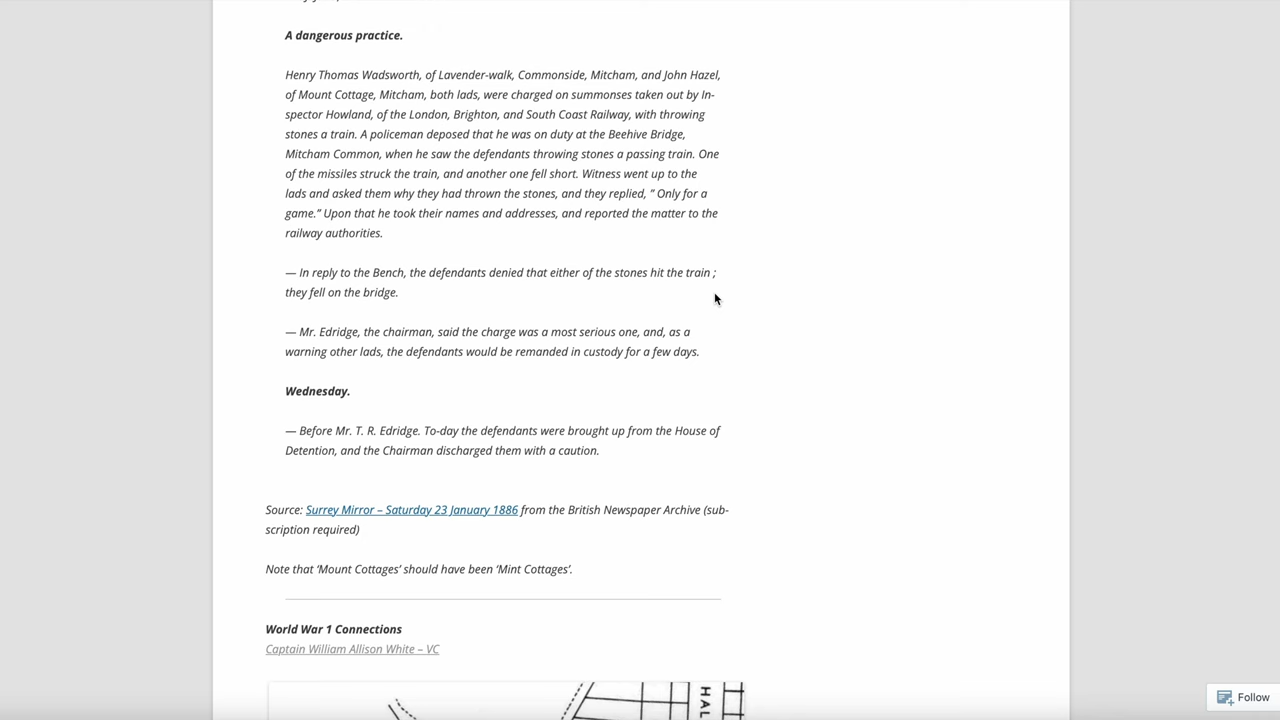 A dangerous practice.
Henry Thomas Wadsworth, of Lavender-walk, Commonside, Mitcham, and John Hazel,
of Mount Cottage, Mitcham, both lads, were charged on summonses taken out by In-
spector Howland, of the London, Brighton, and South Coast Railway, with throwing
stones a train. A policeman deposed that he was on duty at the Beehive Bridge,
Mitcham Common, when he saw the defendants throwing stones a passing train. One
of the missiles struck the train, and another one fell short. Witness went up to the
lads and asked them why they had thrown the stones, and they replied, ” Only for a
game.” Upon that he took their names and addresses, and reported the matter to the
railway authorities.
— In reply to the Bench, the defendants denied that either of the stones hit the train ;
they fell on the bridge.
— Mr. Edridge, the chairman, said the charge was a most serious one, and, as a
warning other lads, the defendants would be remanded in custody for a few days.
Wednesday.
— Before Mr. T. R. Edridge. To-day the defendants were brought up from the House of
Detention, and the Chairman discharged them with a caution.
Source: Surrey Mirror – Saturday 23 January 1886 from the British Newspaper Archive (sub-
scription required)
Note that ‘Mount Cottages’ should have been ‘Mint Cottages’.
World War 1 Connections
Captain William Allison White – VC
HAL
Follow